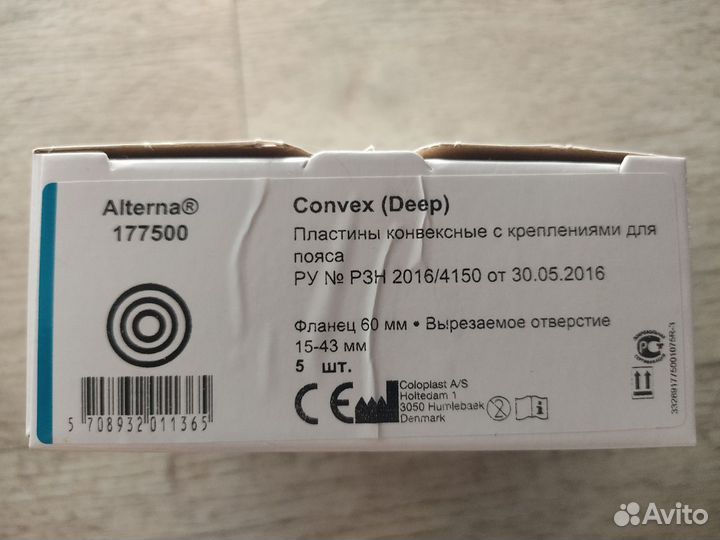 Alterna®
177500
Convex (Deep)
Пластины конвексные с креплениями для
пояса
РУ № РЗН 2016/4150 от 30.05.2016
Фланец 60 мм • Вырезаемое отверстие
15-43 мм
5 шт.
CE
Coloplast A/S
Holtedam 1
3050 Humlebaek
Denmark
5 708932 011365
Avito